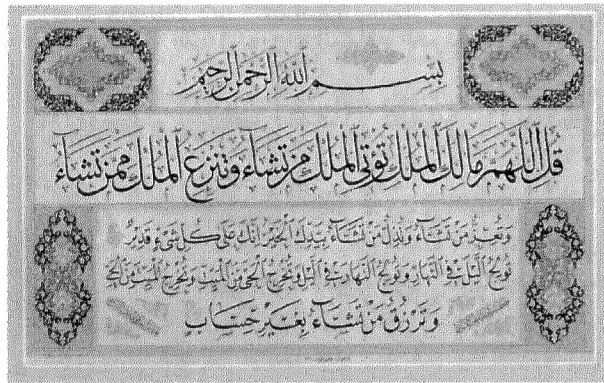 بسم الله الرحمن الرحيم
قل اللهم مالك الملك تؤتي الملك من تشاء وتنزع الملك ممن تشاء
وتعز من تشاء وتذل من تشاء بيدك الخير إنك على كل شيء قدير
تولج الليل في النهار وتولج النهار في الليل وتخرج الحي من الميت وتخرج الميت من الحي
وترزق من تشاء بغير حساب